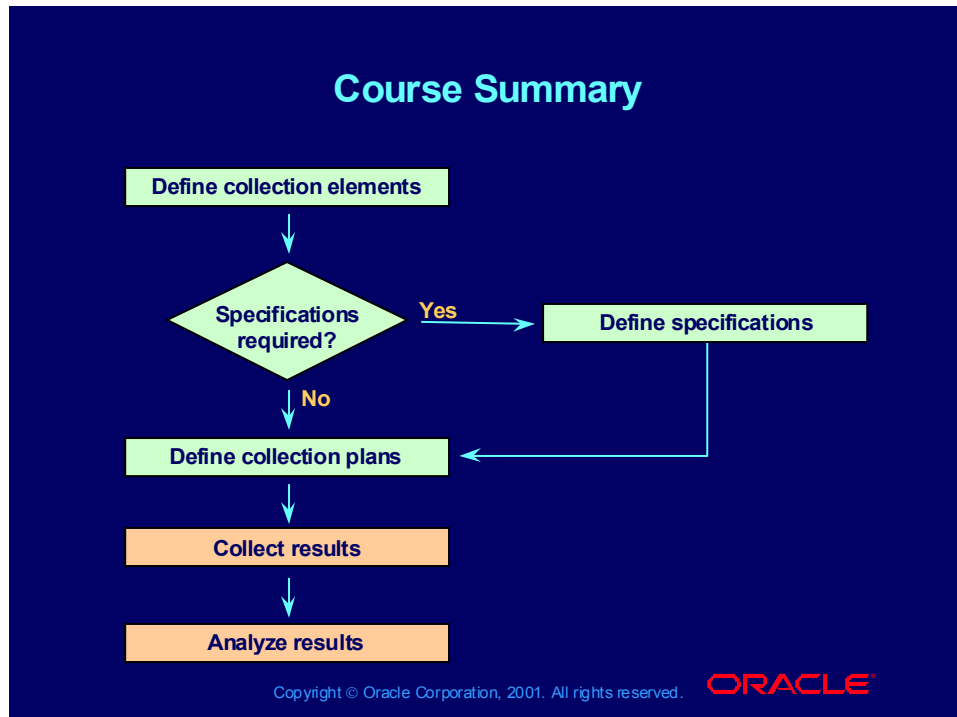 Course Summary
Define collection elements
Specifications
required?
Yes
Define specifications
No
Define collection plans
Collect results
Analyze results
Copyright © Oracle Corporation, 2001. All rights reserved.
ORACLE®